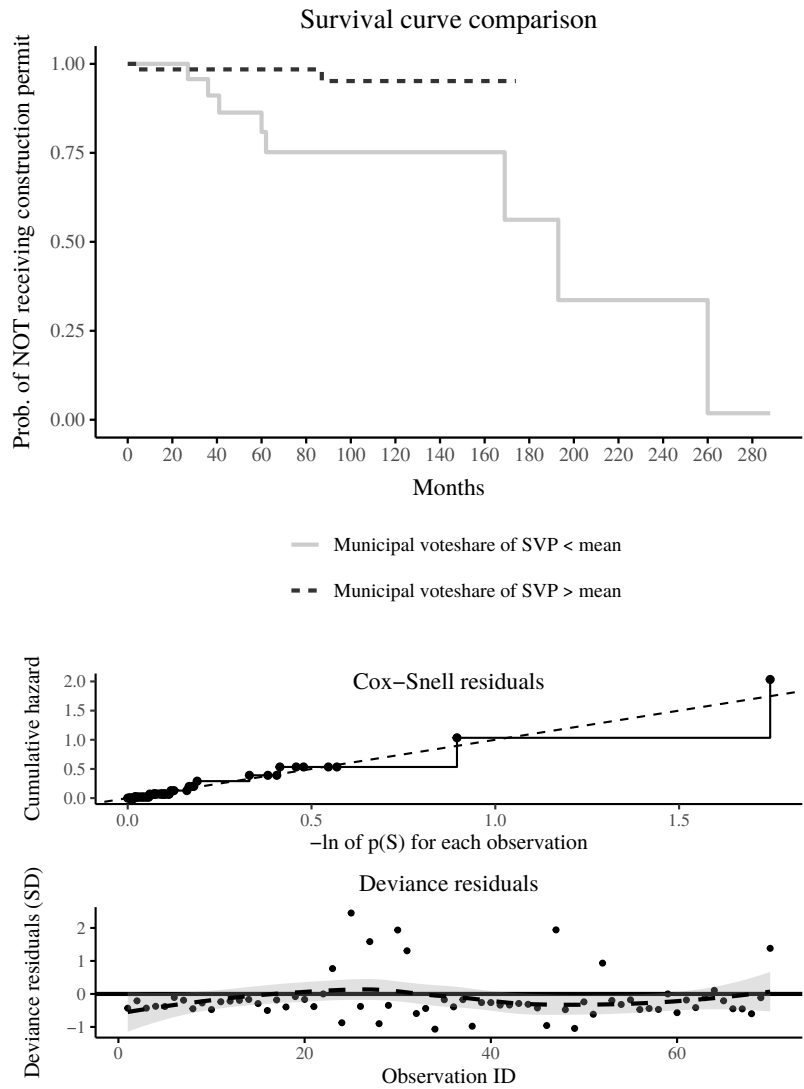 Survival curve comparison
Prob. of NOT receiving construction permit
1.00
0.75
0.50
0.25
0.00
0 20 40 60 80 100 120 140 160 180 200 220 240 260 280
Months
Municipal voteshare of SVP < mean
Municipal voteshare of SVP > mean
Cox−Snell residuals
Cumulative hazard
2.0
1.5
1.0
0.5
0.0
0.0 0.5 1.0 1.5
−ln of p(S) for each observation
Deviance residuals
Deviance residuals (SD)
2
1
0
−1
0 20 40 60
Observation ID